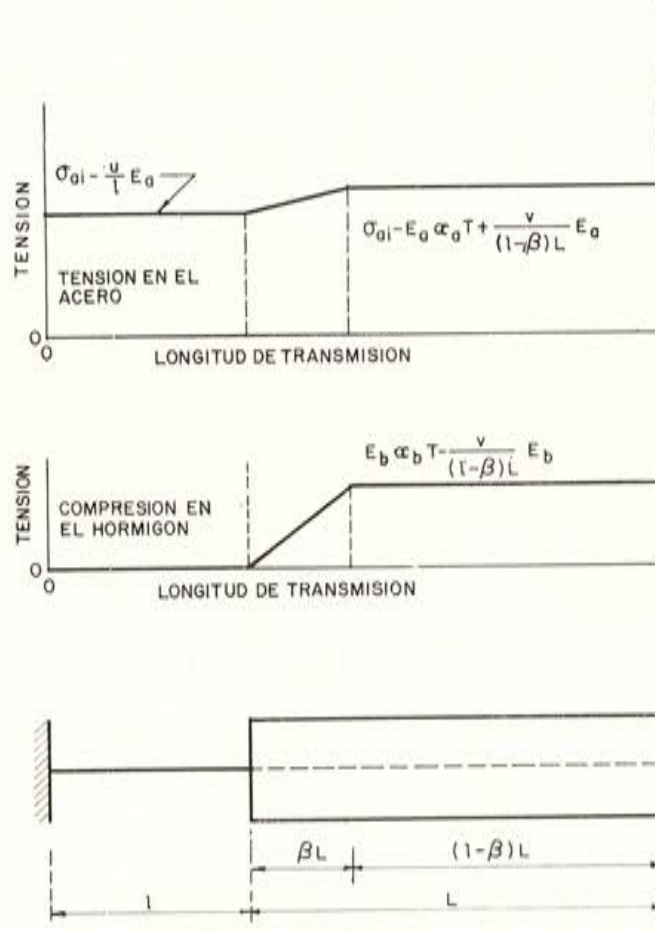 σai - u/l Ea
TENSION
σai - Ea αa T + v/((1-β)L) Ea
TENSION EN EL
ACERO
0
0
LONGITUD DE TRANSMISION
Eb αb T - v/((1-β)L) Eb
TENSION
COMPRESION EN
EL HORMIGON
0
0
LONGITUD DE TRANSMISION
βL
(1-β)L
l
L